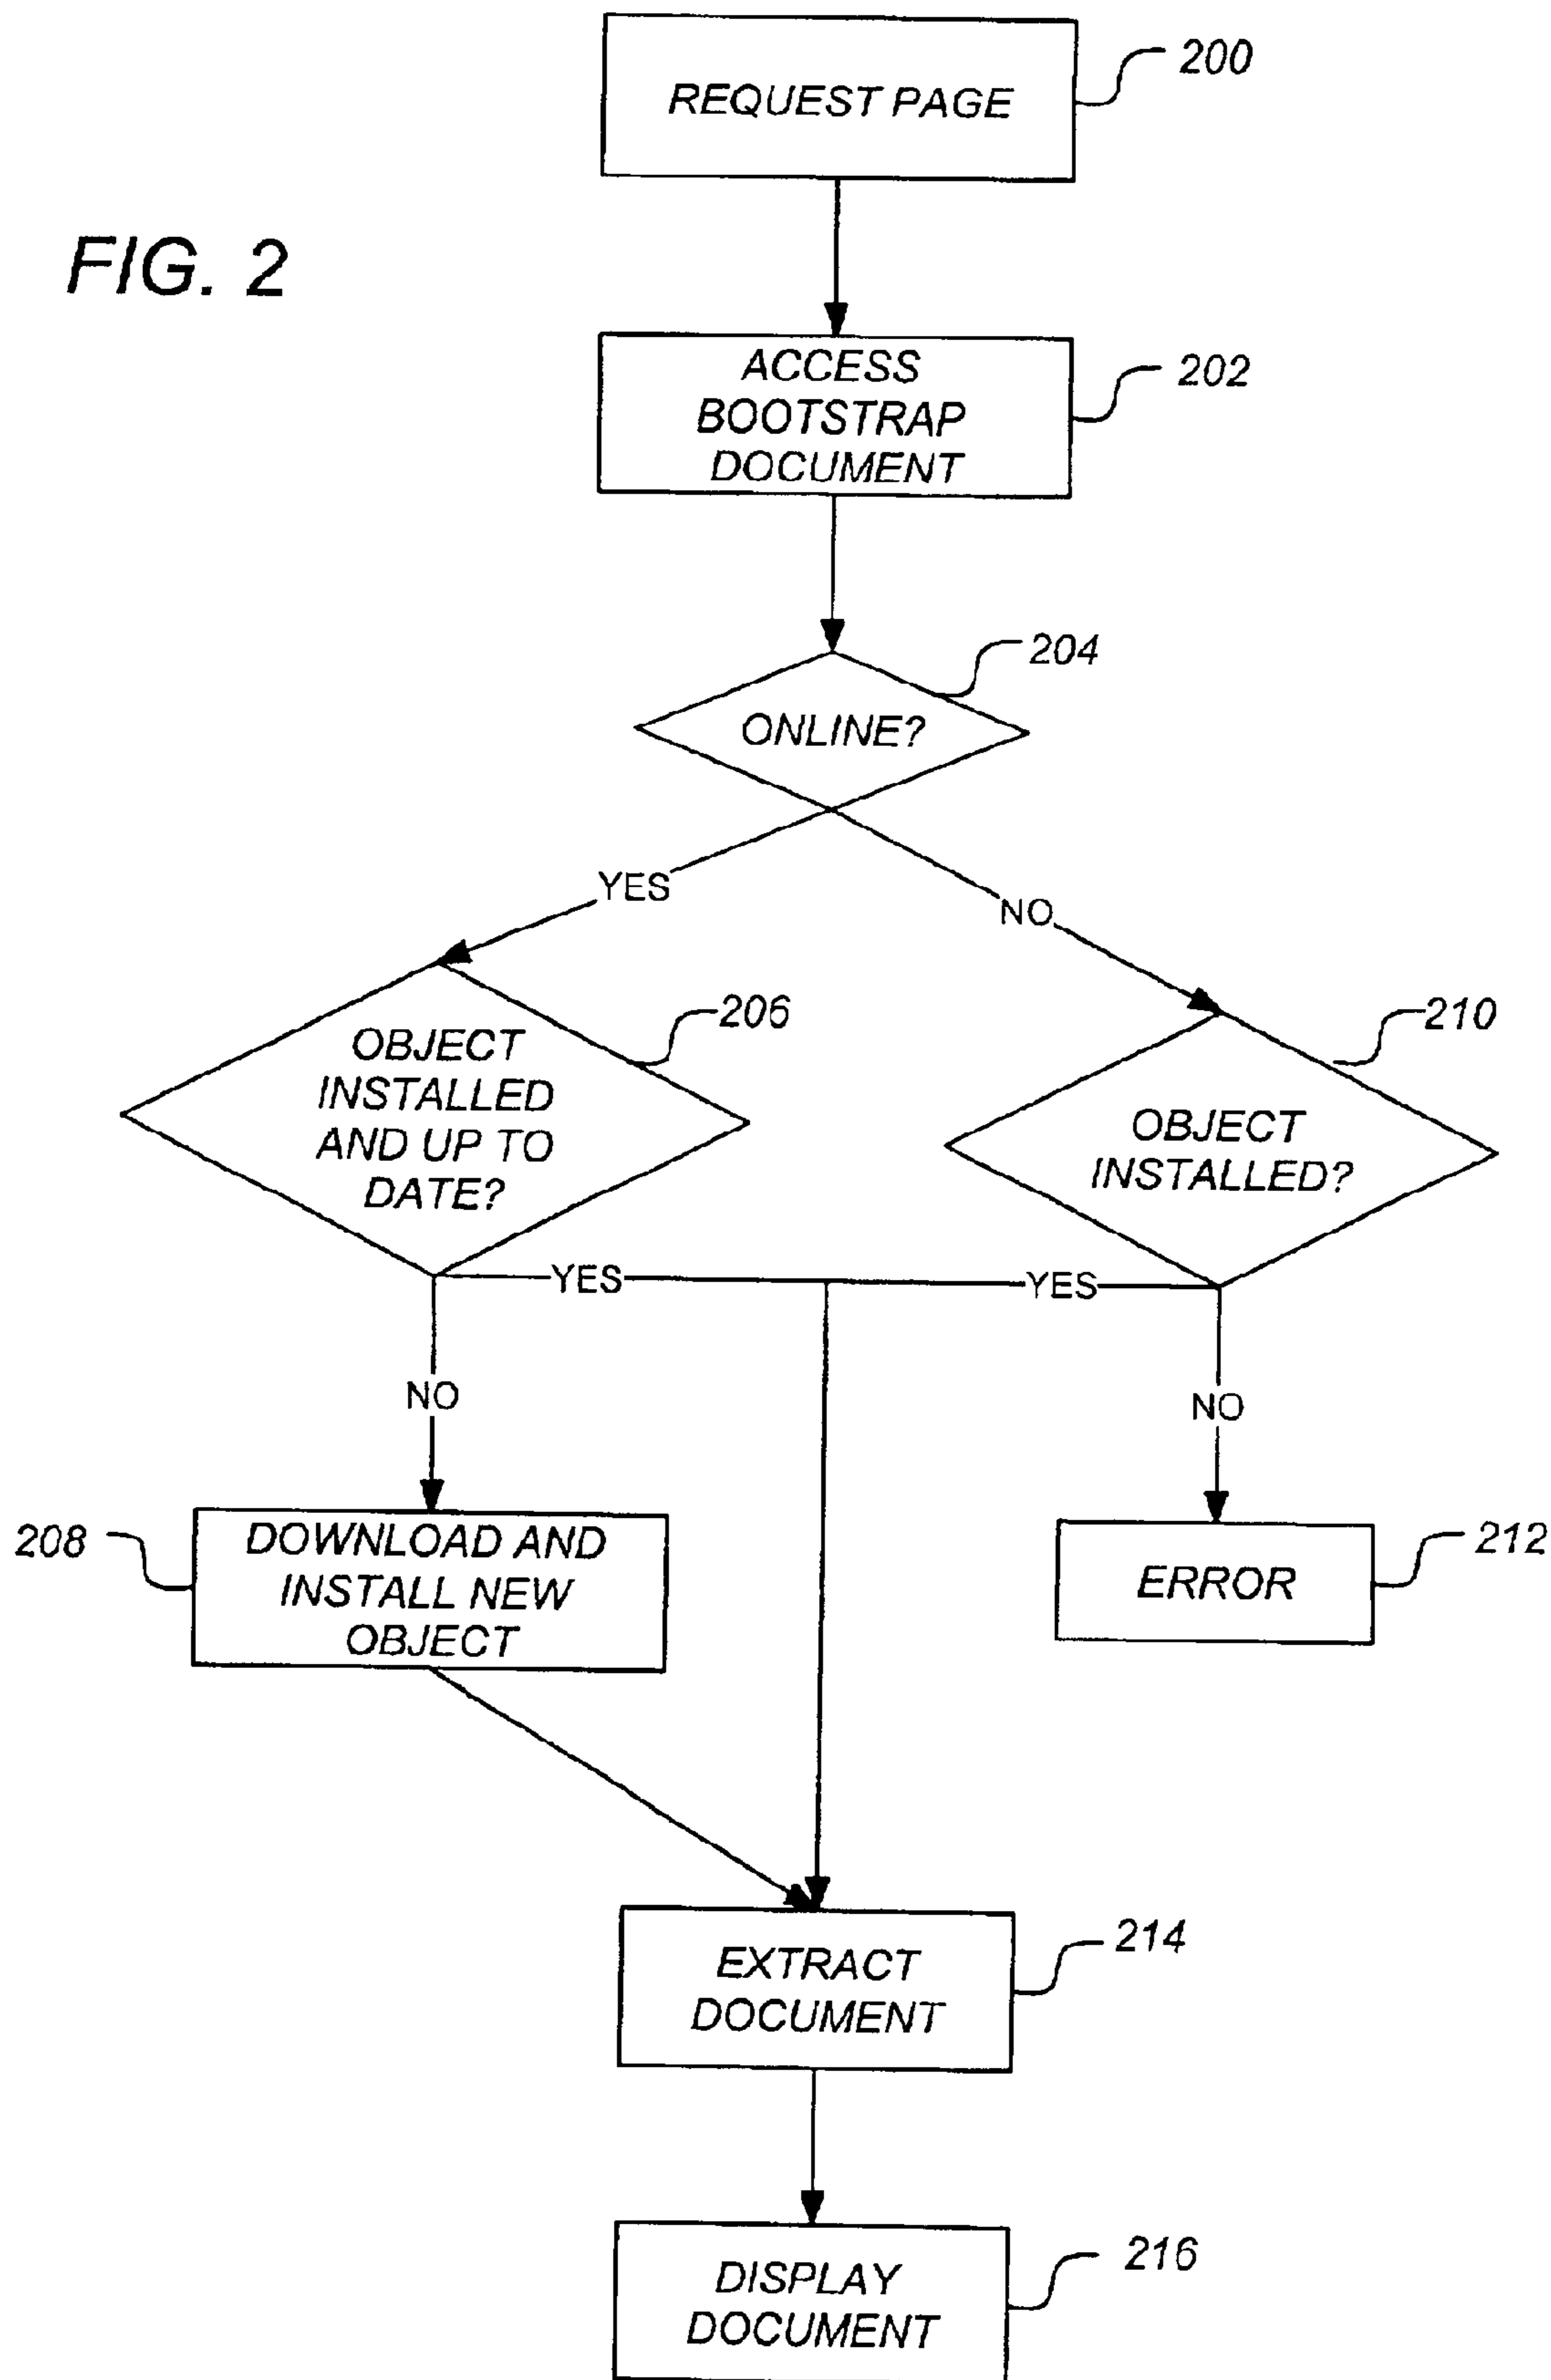 REQUEST PAGE
200
FIG. 2
ACCESS
BOOTSTRAP
DOCUMENT
202
204
ONLINE?
YES
NO
206
OBJECT
INSTALLED
AND UP TO
DATE?
210
OBJECT
INSTALLED?
YES
YES
NO
NO
208
DOWNLOAD AND
INSTALL NEW
OBJECT
ERROR
212
EXTRACT
DOCUMENT
214
DISPLAY
DOCUMENT
216